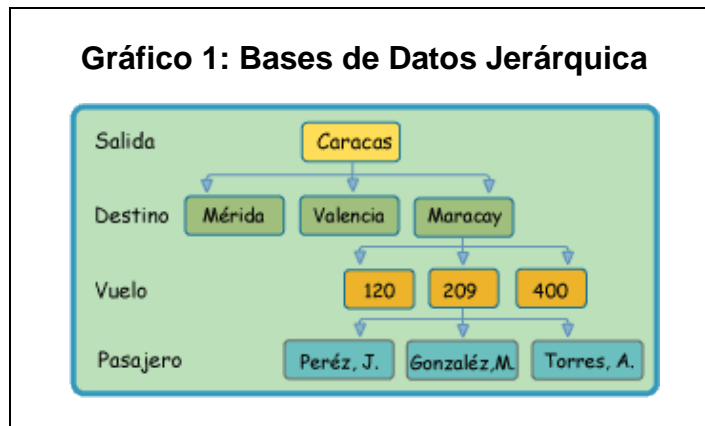 Gráfico 1: Bases de Datos Jerárquica
Salida Caracas
Destino Mérida Valencia Maracay
Vuelo 120 209 400
Pasajero Peréz, J. Gonzaléz,M. Torres, A.